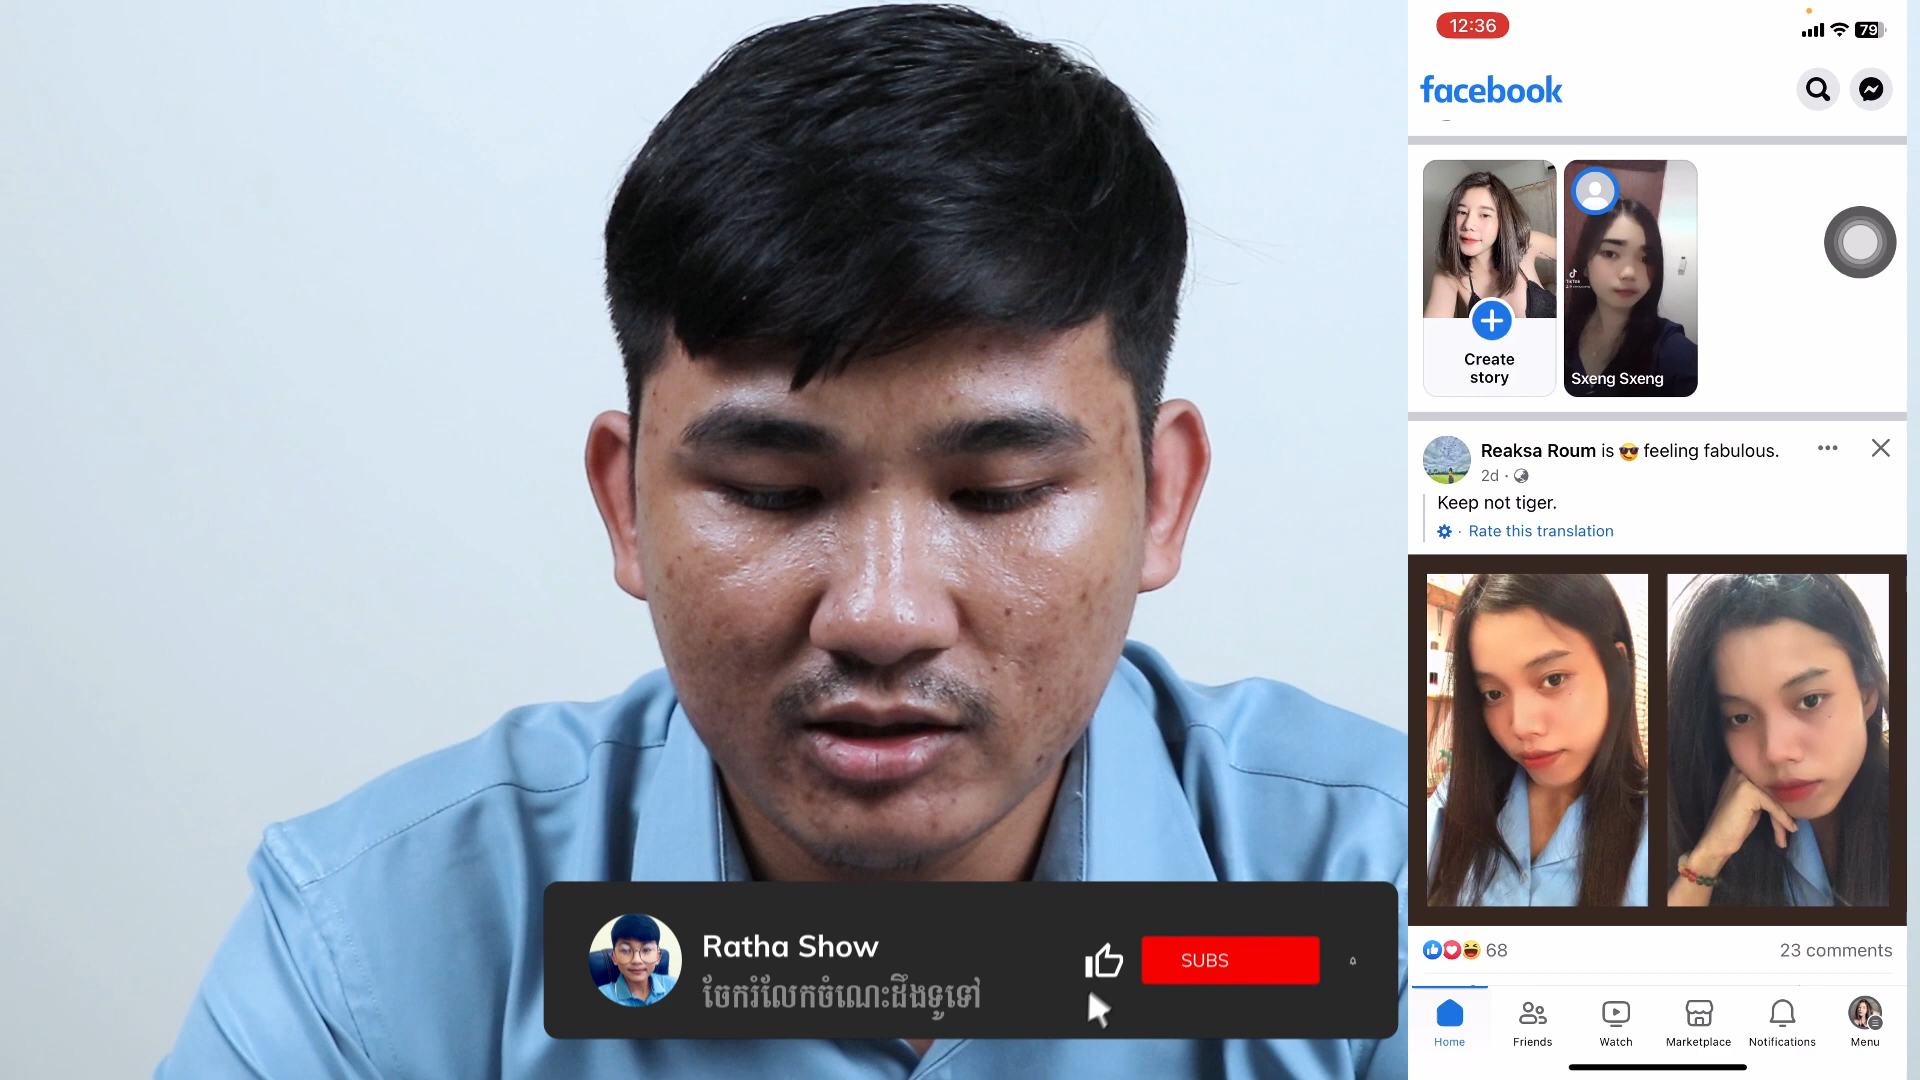 12:36
79
facebook
Create
story
Sxeng Sxeng
Reaksa Roum is 😎 feeling fabulous.
2d ·
Keep not tiger.
· Rate this translation
68
23 comments
Home
Friends
Watch
Marketplace
Notifications
Menu
Ratha Show
ចែករំលែកចំណេះដឹងទូទៅ
SUBS